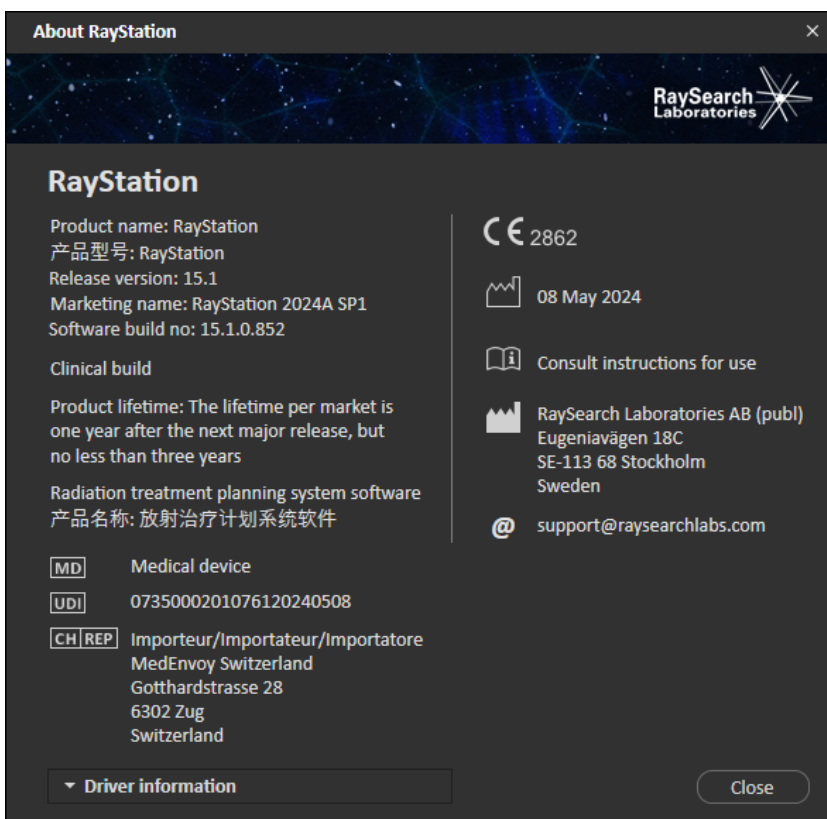 About RayStation
RaySearch
Laboratories
RayStation
Product name: RayStation
产品型号: RayStation
Release version: 15.1
Marketing name: RayStation 2024A SP1
Software build no: 15.1.0.852
Clinical build
Product lifetime: The lifetime per market is
one year after the next major release, but
no less than three years
Radiation treatment planning system software
产品名称: 放射治疗计划系统软件
MD Medical device
UDI 0735000201076120240508
CH REP Importeur/Importateur/Importatore
MedEnvoy Switzerland
Gotthardstrasse 28
6302 Zug
Switzerland
CE 2862
08 May 2024
Consult instructions for use
RaySearch Laboratories AB (publ)
Eugeniavägen 18C
SE-113 68 Stockholm
Sweden
@ support@raysearchlabs.com
Driver information
Close